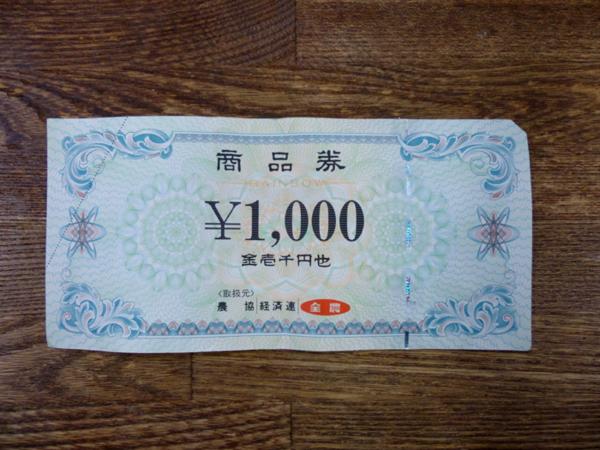 商品券
RAINBOW
¥1,000
金壱千円也
〈取扱元〉
農協 経済連 全農